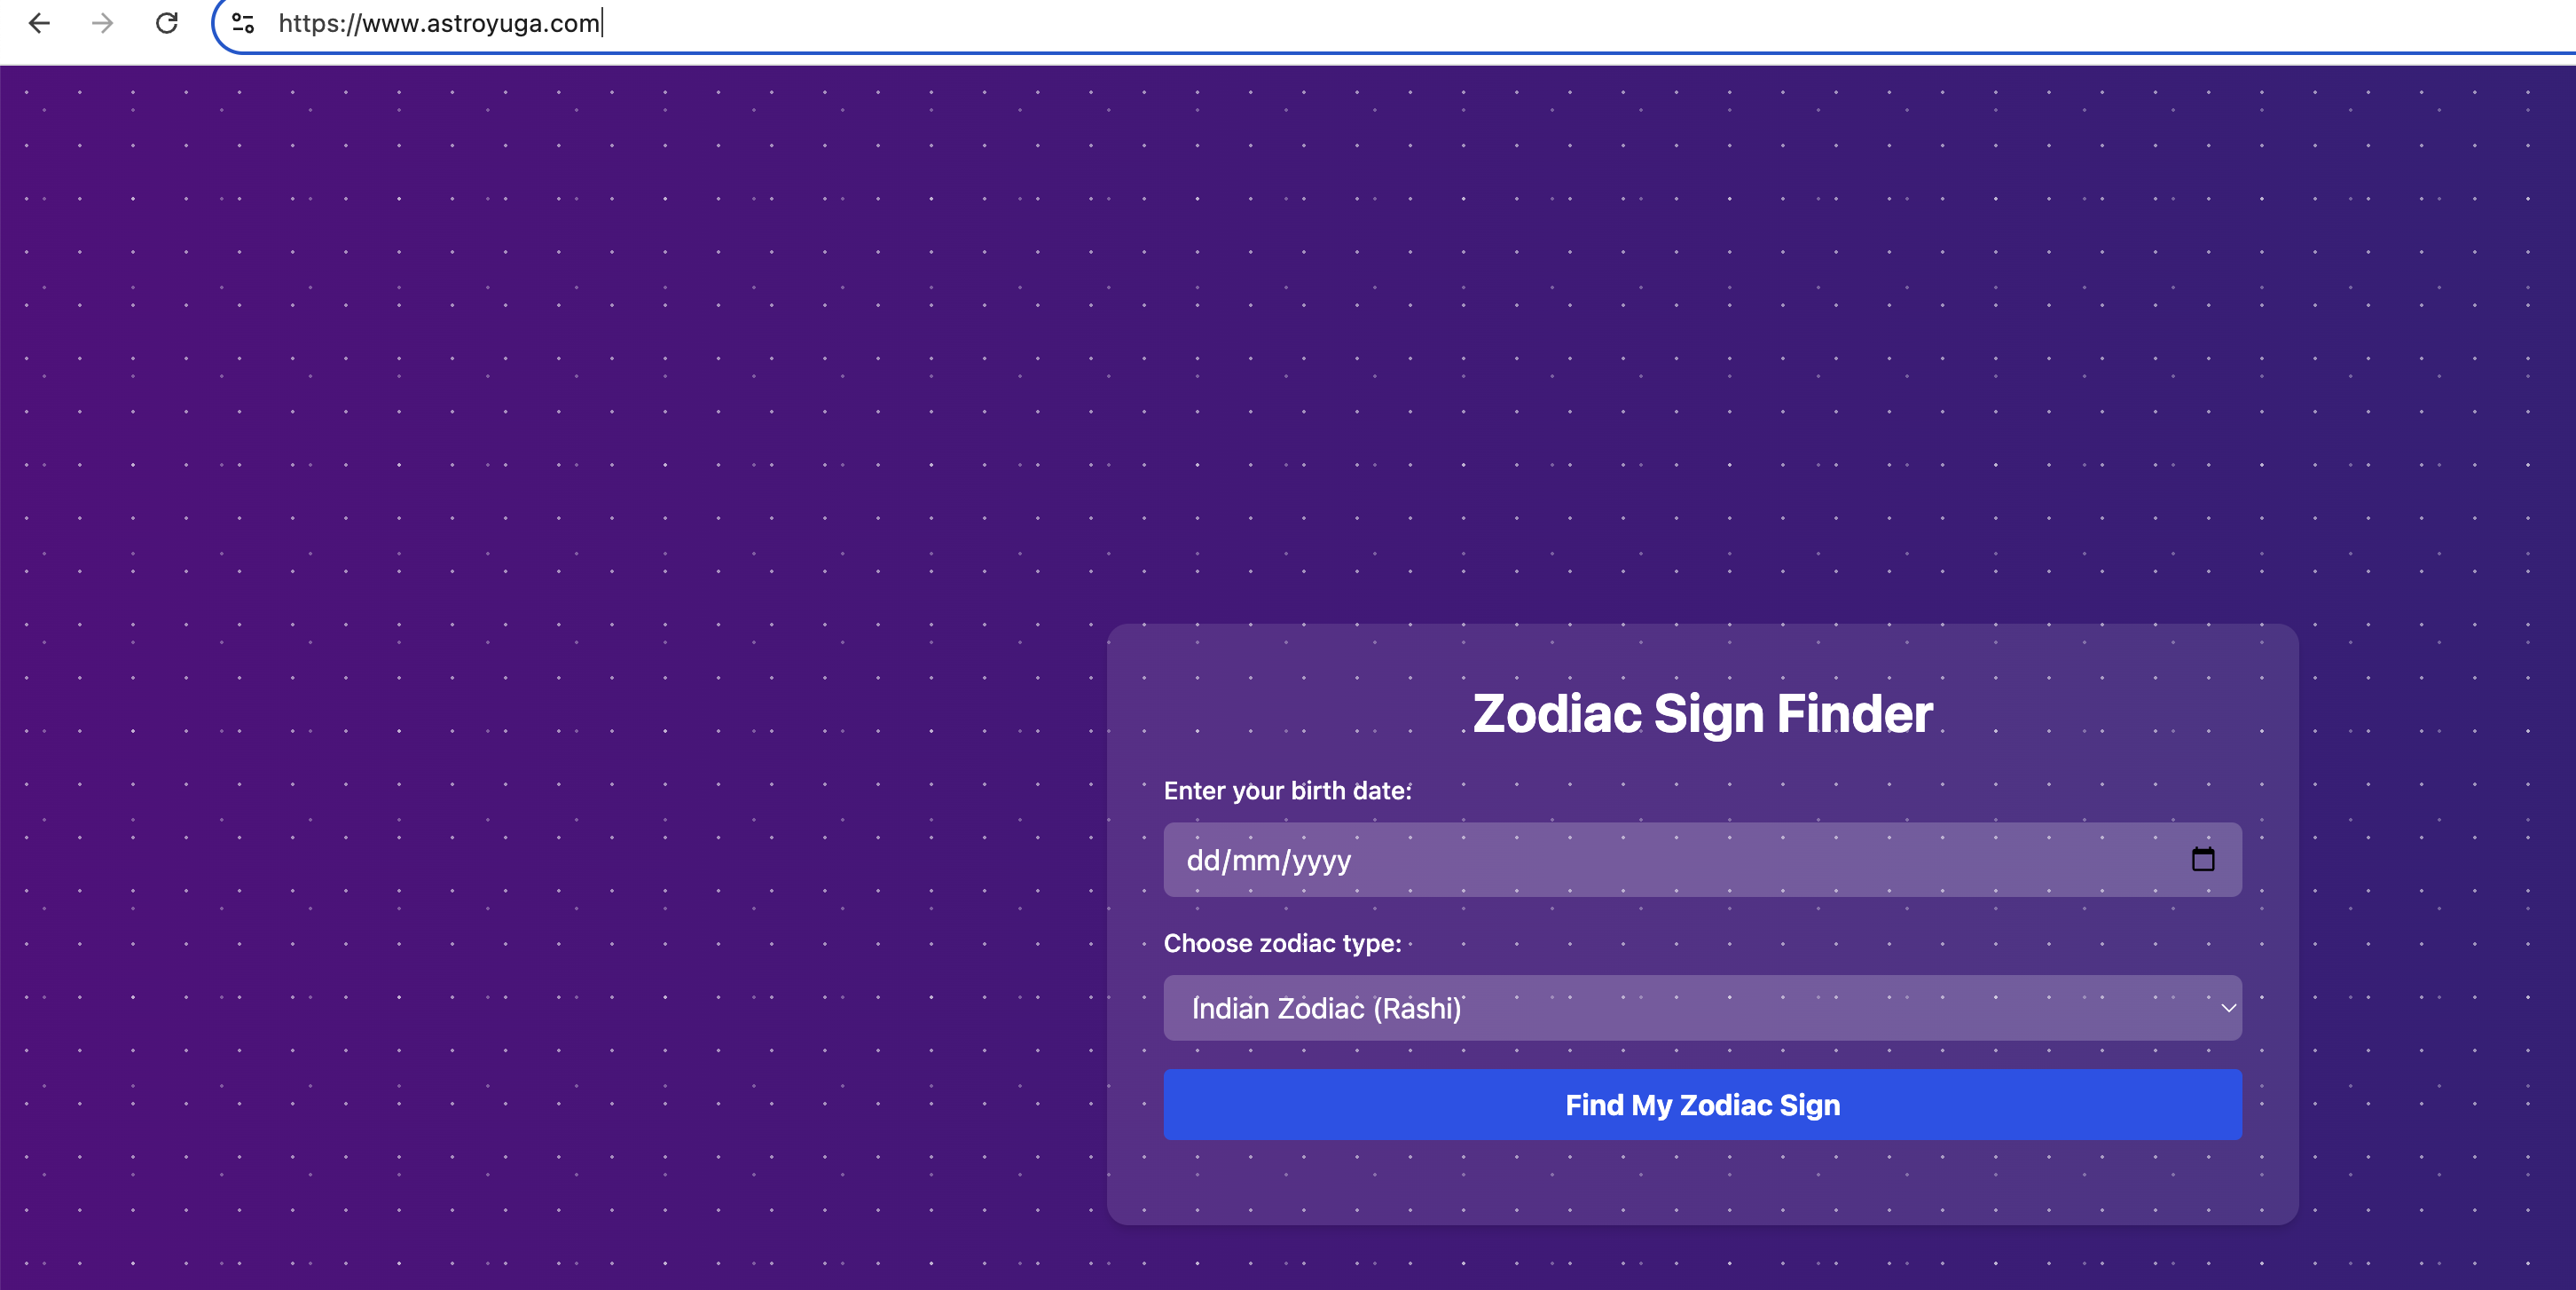 https://www.astroyuga.com
Zodiac Sign Finder
Enter your birth date:
dd/mm/yyyy
Choose zodiac type:
Indian Zodiac (Rashi)
Find My Zodiac Sign